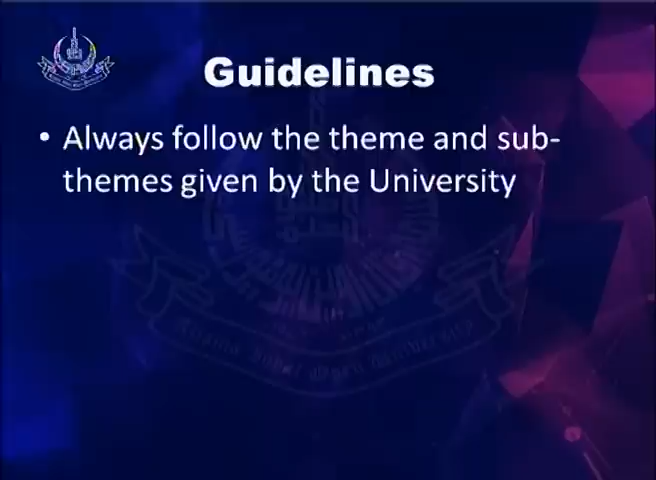 Guidelines
• Always follow the theme and sub-
themes given by the University